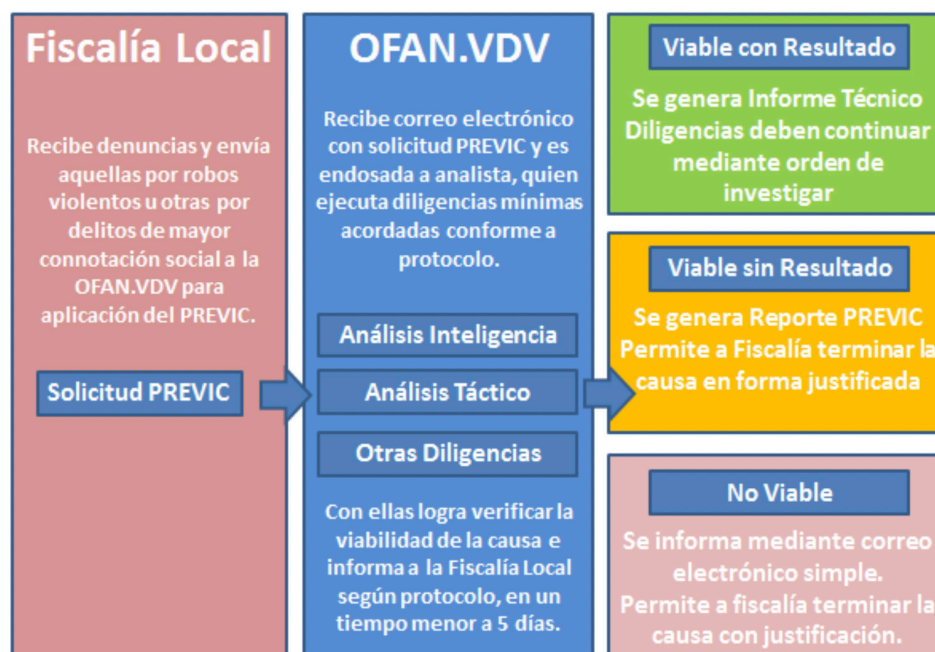 Fiscalía Local
Recibe denuncias y envía
aquellas por robos
violentos u otras por
delitos de mayor
connotación social a la
OFAN.VDV para
aplicación del PREVIC.
Solicitud PREVIC
OFAN.VDV
Recibe correo electrónico
con solicitud PREVIC y es
endosada a analista, quien
ejecuta diligencias mínimas
acordadas conforme a
protocolo.
Análisis Inteligencia
Análisis Táctico
Otras Diligencias
Con ellas logra verificar la
viabilidad de la causa e
informa a la Fiscalía Local
según protocolo, en un
tiempo menor a 5 días.
Viable con Resultado
Se genera Informe Técnico
Diligencias deben continuar
mediante orden de
investigar
Viable sin Resultado
Se genera Reporte PREVIC
Permite a Fiscalía terminar la
causa en forma justificada
No Viable
Se informa mediante correo
electrónico simple.
Permite a fiscalía terminar la
causa con justificación.